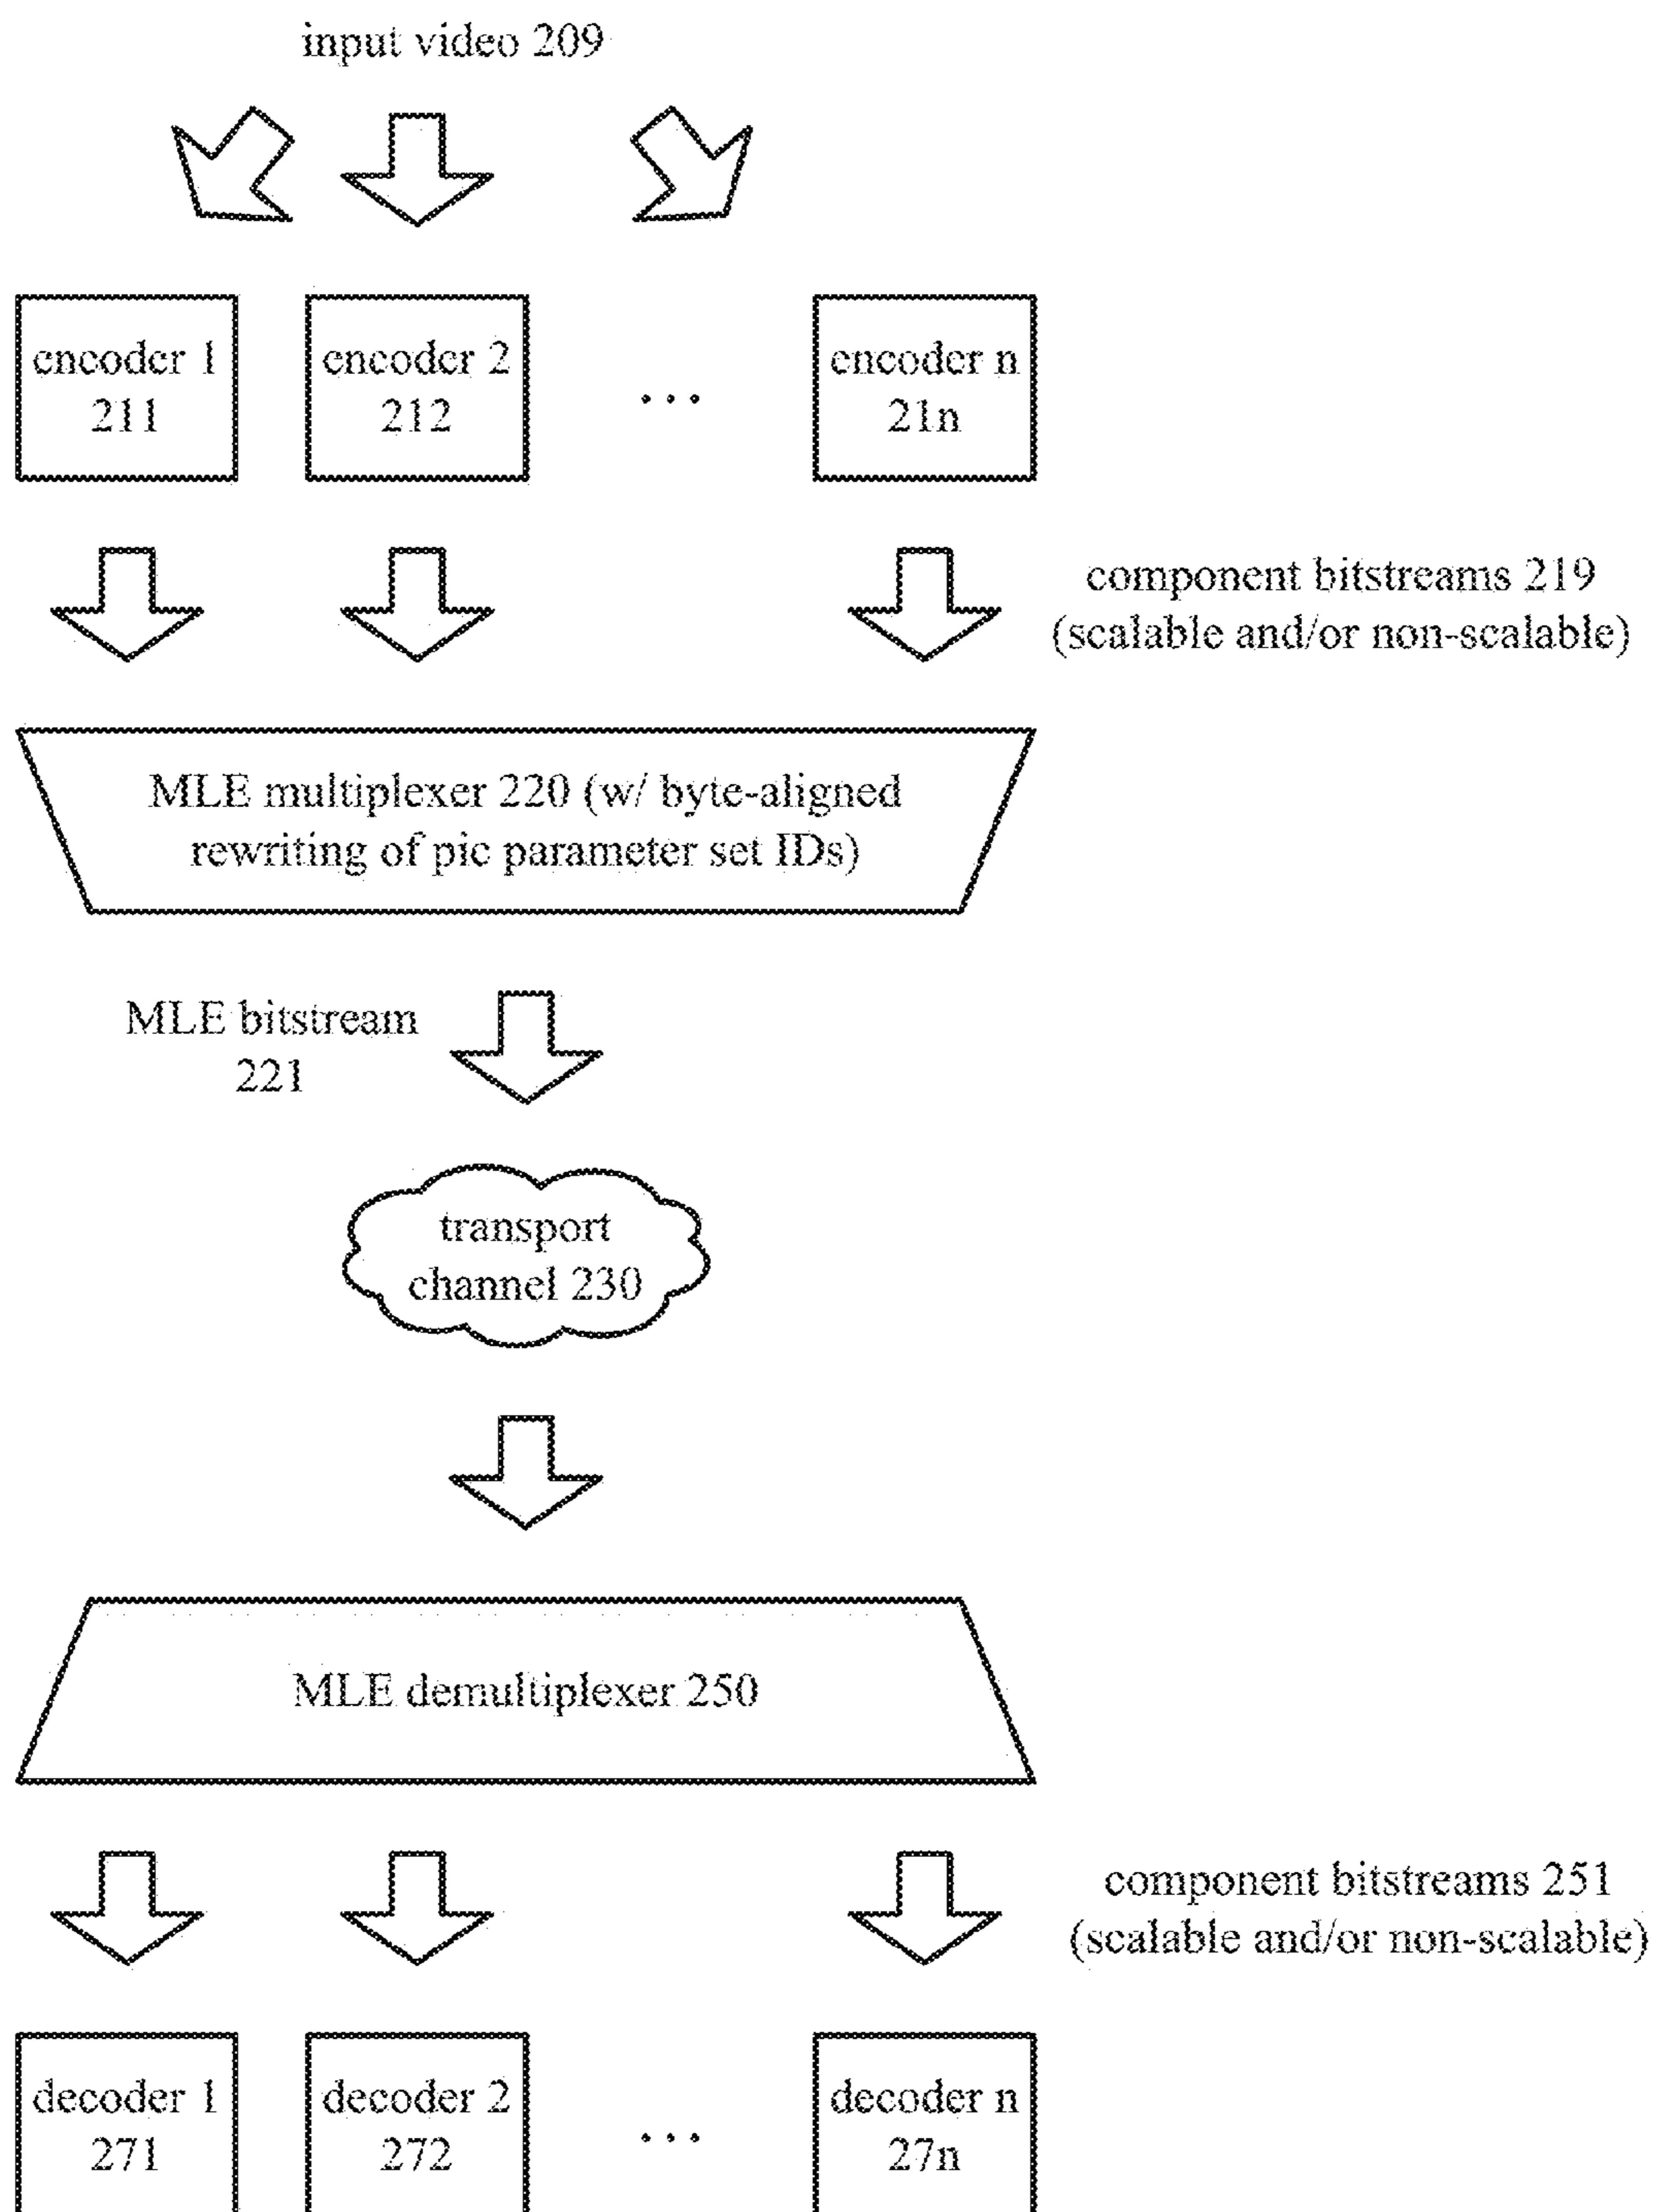 input video 209
encoder 1
211
encoder 2
212
...
encoder n
21n
component bitstreams 219
(scalable and/or non-scalable)
MLE multiplexer 220 (w/ byte-aligned
rewriting of pic parameter set IDs)
MLE bitstream
221
transport
channel 230
MLE demultiplexer 250
component bitstreams 251
(scalable and/or non-scalable)
decoder 1
271
decoder 2
272
...
decoder n
27n